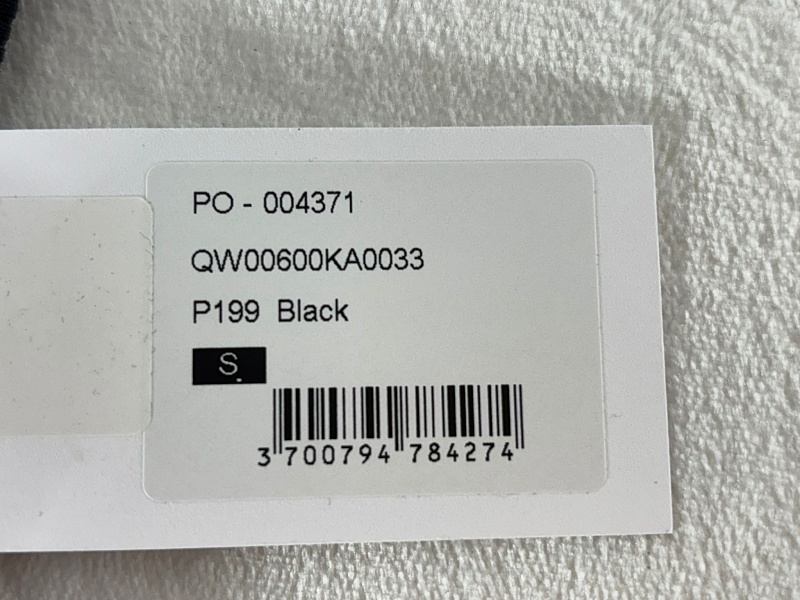 PO - 004371
QW00600KA0033
P199 Black
S.
3 700794 784274